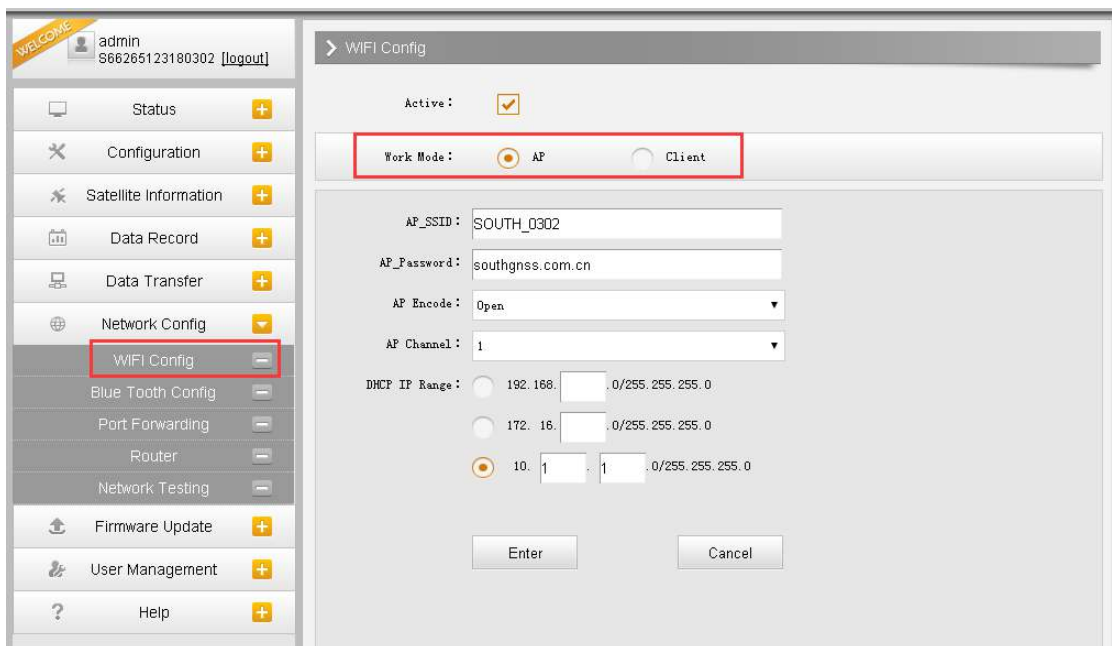 WELCOME
admin
S66265123180302 [logout]
Status
Configuration
Satellite Information
Data Record
Data Transfer
Network Config
WIFI Config
Blue Tooth Config
Port Forwarding
Router
Network Testing
Firmware Update
User Management
? Help
WIFI Config
Active:
Work Mode: AP Client
AP_SSID: SOUTH_0302
AP_Password: southgnss.com.cn
AP Encode: Open
AP Channel: 1
DHCP IP Range: 192.168. .0/255.255.255.0
172. 16. .0/255.255.255.0
10. 1 . 1 .0/255.255.255.0
Enter Cancel